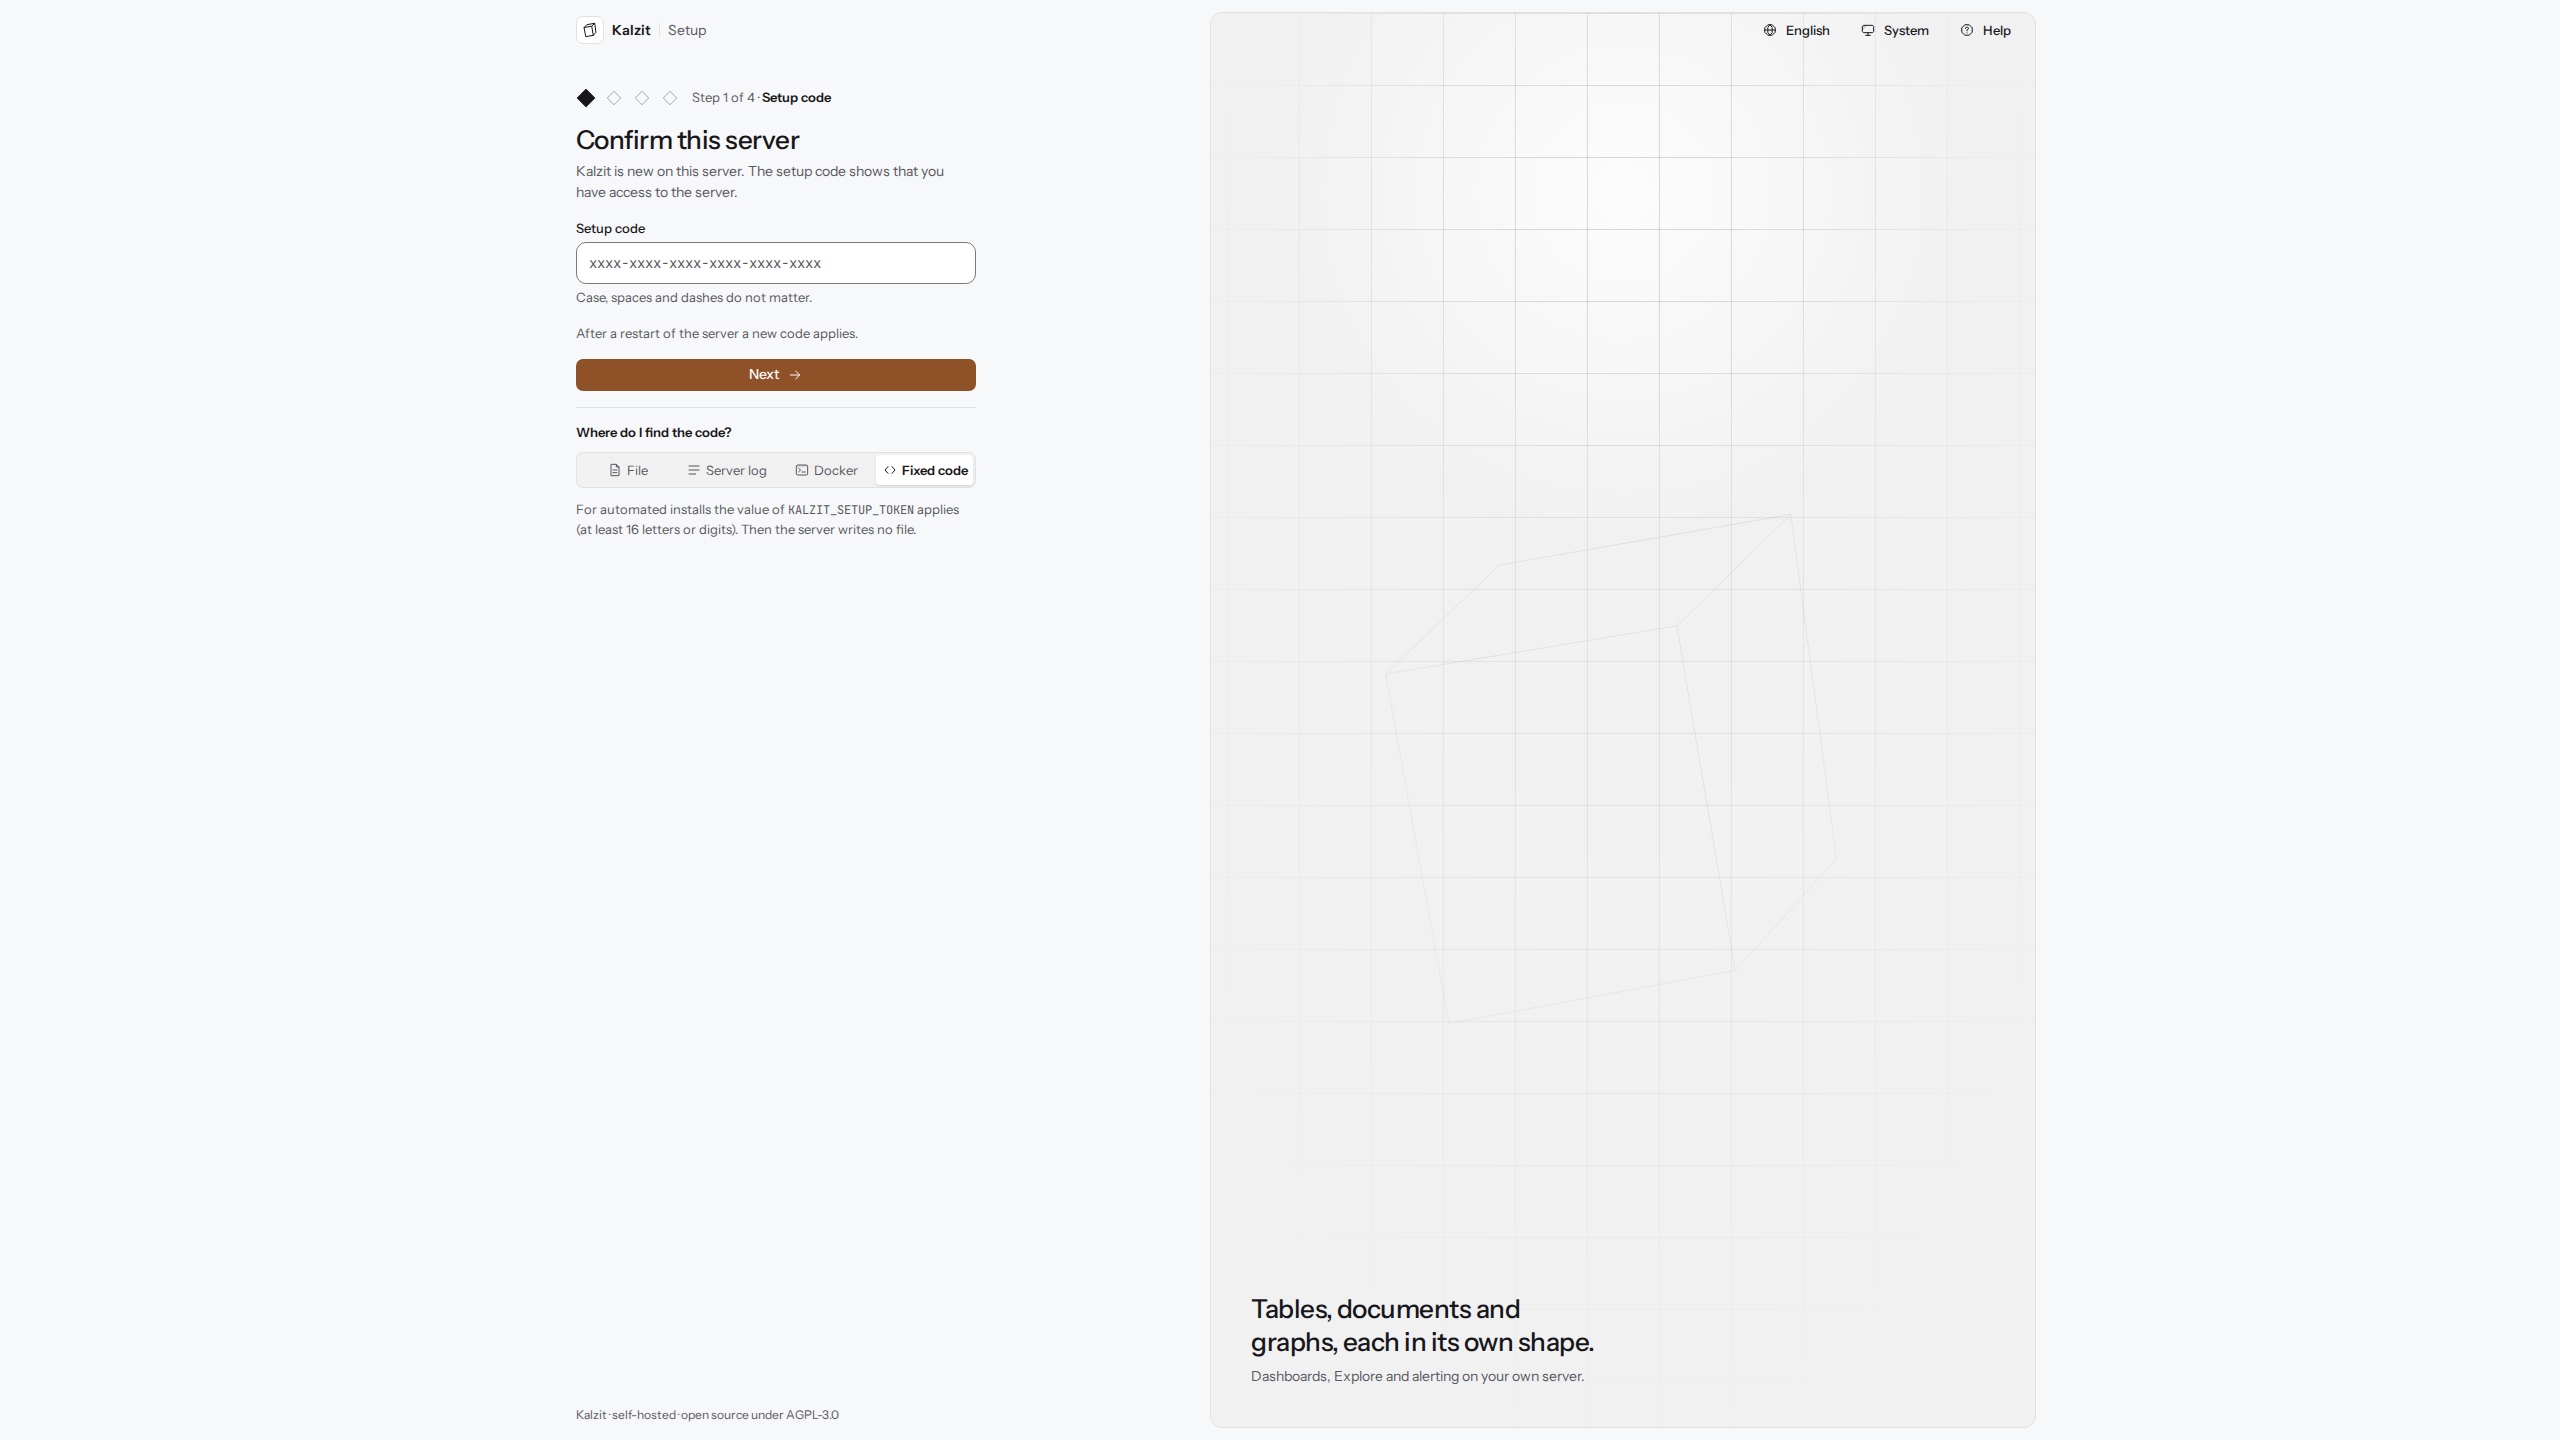 Kalzit
Setup
English
System
Help
Step 1 of 4 · Setup code
Confirm this server
Kalzit is new on this server. The setup code shows that you
have access to the server.
Setup code
xxxx-xxxx-xxxx-xxxx-xxxx-xxxx
Case, spaces and dashes do not matter.
After a restart of the server a new code applies.
Next
Where do I find the code?
File
Server log
Docker
Fixed code
For automated installs the value of KALZIT_SETUP_TOKEN applies
(at least 16 letters or digits). Then the server writes no file.
Tables, documents and
graphs, each in its own shape.
Dashboards, Explore and alerting on your own server.
Kalzit · self-hosted · open source under AGPL-3.0